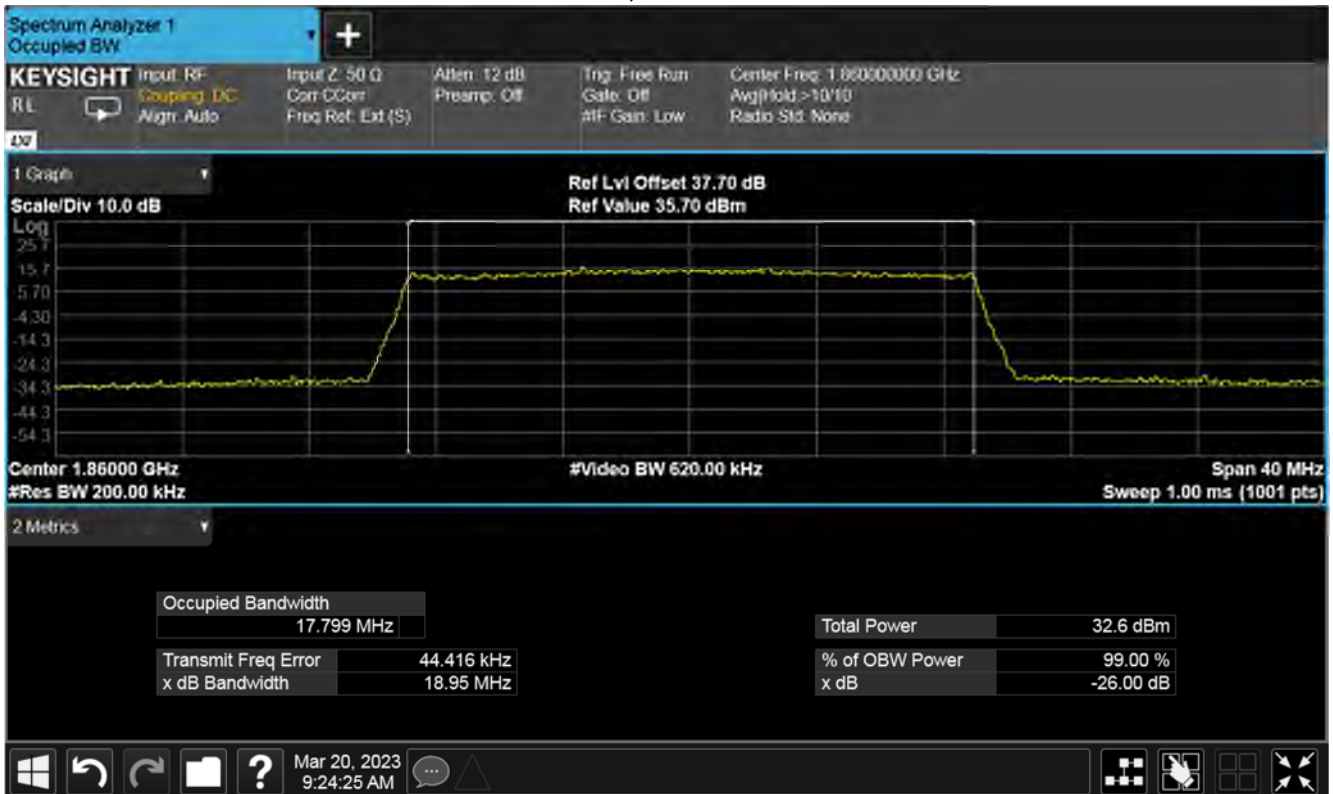 Spectrum Analyzer 1
Occupied BW
+
KEYSIGHT Input: RF Input Z: 50 Ω Atten: 12 dB Trig: Free Run Center Freq: 1.860000000 GHz
RL Coupling: DC Corr CCorr Preamp: Off Gate: Off Avg|Hold:>10/10
Align: Auto Freq Ref: Ext (S) #IF Gain: Low Radio Std: None
1 Graph
Scale/Div 10.0 dB
Ref Lvl Offset 37.70 dB
Ref Value 35.70 dBm
Log
25.7
15.7
5.70
-4.30
-14.3
-24.3
-34.3
-44.3
-54.3
Center 1.86000 GHz #Video BW 620.00 kHz Span 40 MHz
#Res BW 200.00 kHz Sweep 1.00 ms (1001 pts)
2 Metrics
Occupied Bandwidth
17.799 MHz
Total Power 32.6 dBm
Transmit Freq Error 44.416 kHz % of OBW Power 99.00 %
x dB Bandwidth 18.95 MHz x dB -26.00 dB
?
Mar 20, 2023
9:24:25 AM